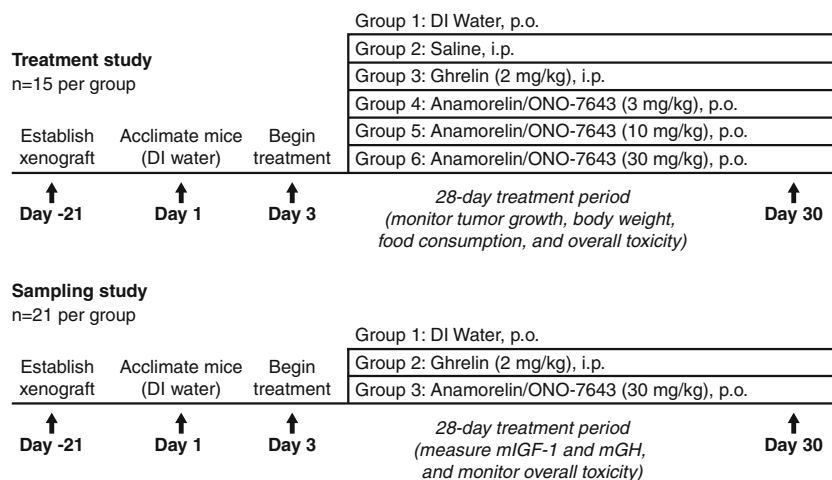 Treatment study
n=15 per group
Group 1: DI Water, p.o.
Group 2: Saline, i.p.
Group 3: Ghrelin (2 mg/kg), i.p.
Group 4: Anamorelin/ONO-7643 (3 mg/kg), p.o.
Group 5: Anamorelin/ONO-7643 (10 mg/kg), p.o.
Group 6: Anamorelin/ONO-7643 (30 mg/kg), p.o.
Establish
xenograft
Acclimate mice
(DI water)
Begin
treatment
Day -21
Day 1
Day 3
28-day treatment period
(monitor tumor growth, body weight,
food consumption, and overall toxicity)
Day 30
Sampling study
n=21 per group
Group 1: DI Water, p.o.
Group 2: Ghrelin (2 mg/kg), i.p.
Group 3: Anamorelin/ONO-7643 (30 mg/kg), p.o.
Establish
xenograft
Acclimate mice
(DI water)
Begin
treatment
Day -21
Day 1
Day 3
28-day treatment period
(measure mIGF-1 and mGH,
and monitor overall toxicity)
Day 30